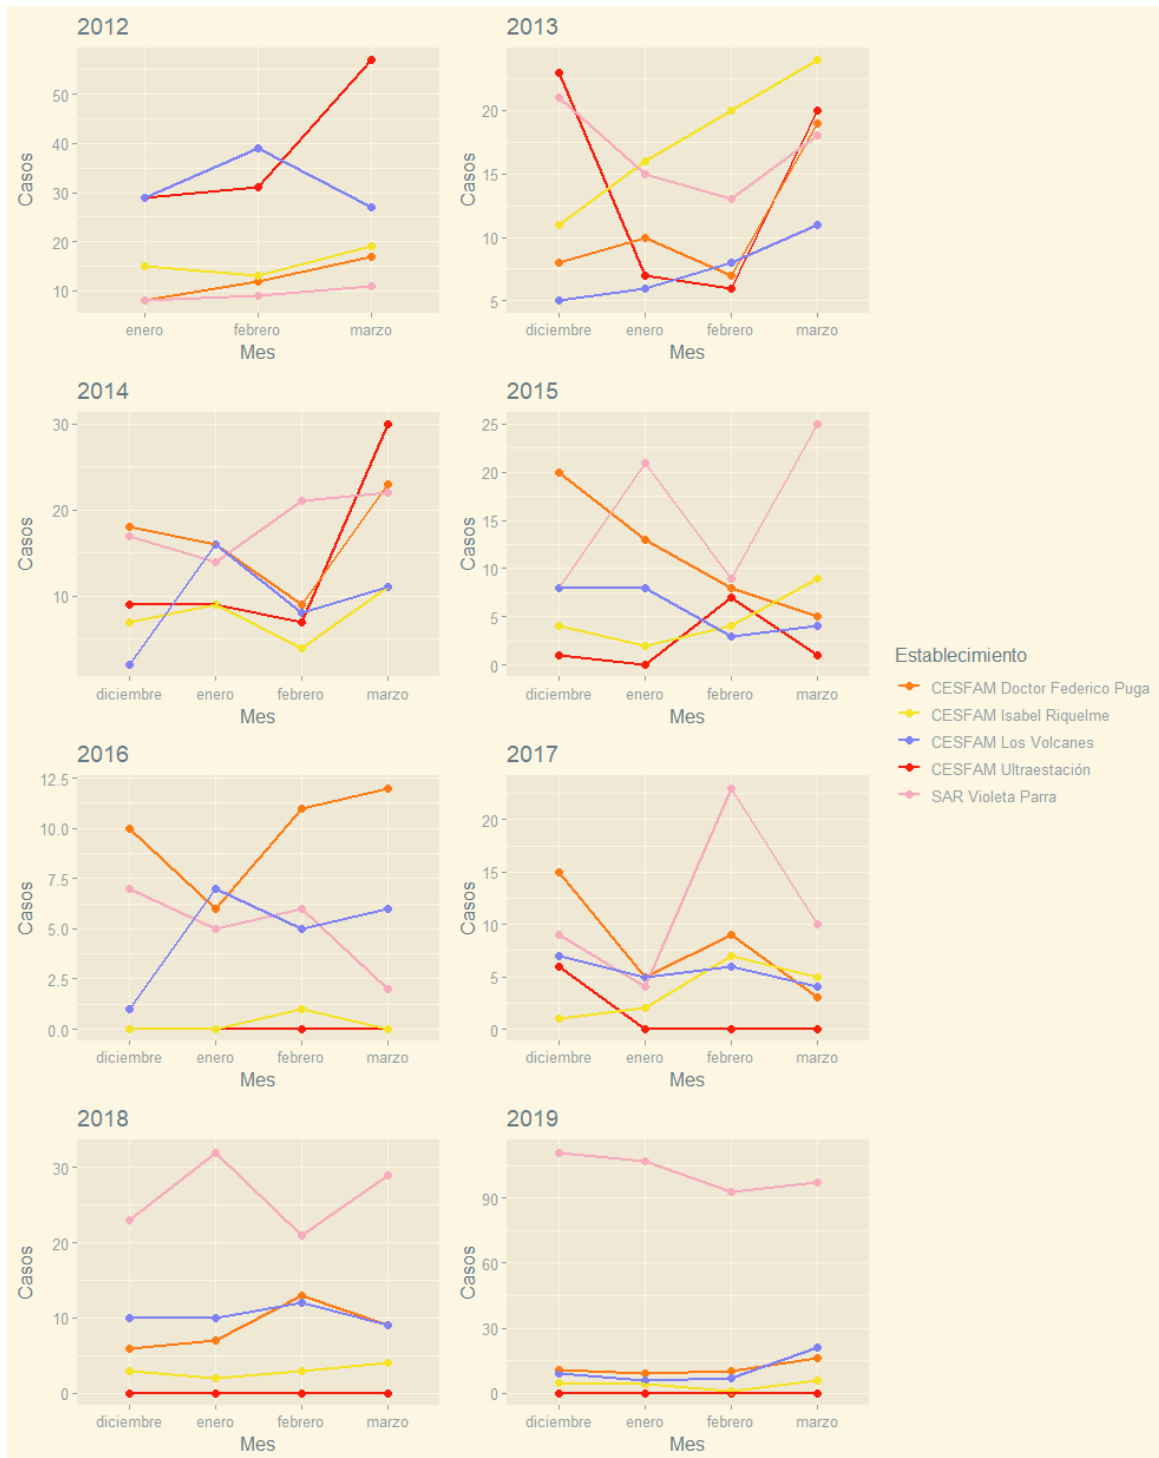 2012
50
40
30
20
10
Casos
enero febrero marzo
Mes
2013
20
15
10
5
Casos
diciembre enero febrero marzo
Mes
2014
30
20
10
Casos
diciembre enero febrero marzo
Mes
2015
25
20
15
10
5
0
Casos
diciembre enero febrero marzo
Mes
2016
12.5
10.0
7.5
5.0
2.5
0.0
Casos
diciembre enero febrero marzo
Mes
2017
20
15
10
5
0
Casos
diciembre enero febrero marzo
Mes
2018
30
20
10
0
Casos
diciembre enero febrero marzo
Mes
2019
90
60
30
0
Casos
diciembre enero febrero marzo
Mes
Establecimiento
CESFAM Doctor Federico Puga
CESFAM Isabel Riquelme
CESFAM Los Volcanes
CESFAM Ultraestación
SAR Violeta Parra